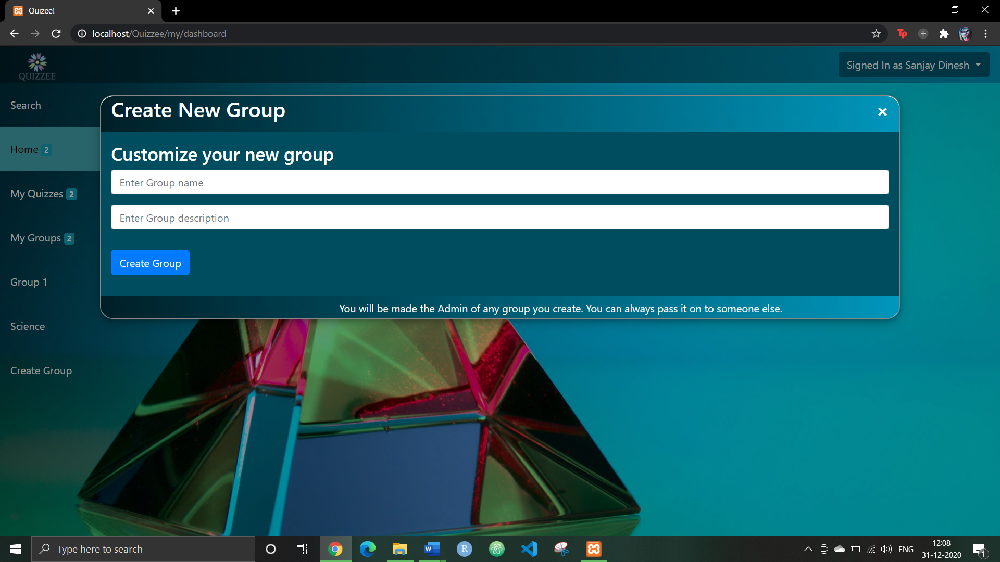 Quizee!
localhost/Quizzee/my/dashboard
Tp
QUIZZEE
Signed In as Sanjay Dinesh
Search
Home 2
My Quizzes 2
My Groups 2
Group 1
Science
Create Group
Create New Group
×
Customize your new group
Enter Group name
Enter Group description
Create Group
You will be made the Admin of any group you create. You can always pass it on to someone else.
Type here to search
W
R
ENG
12:08
31-12-2020
1